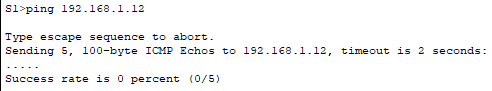 S1>ping 192.168.1.12
Type escape sequence to abort.
Sending 5, 100-byte ICMP Echos to 192.168.1.12, timeout is 2 seconds:
.....
Success rate is 0 percent (0/5)